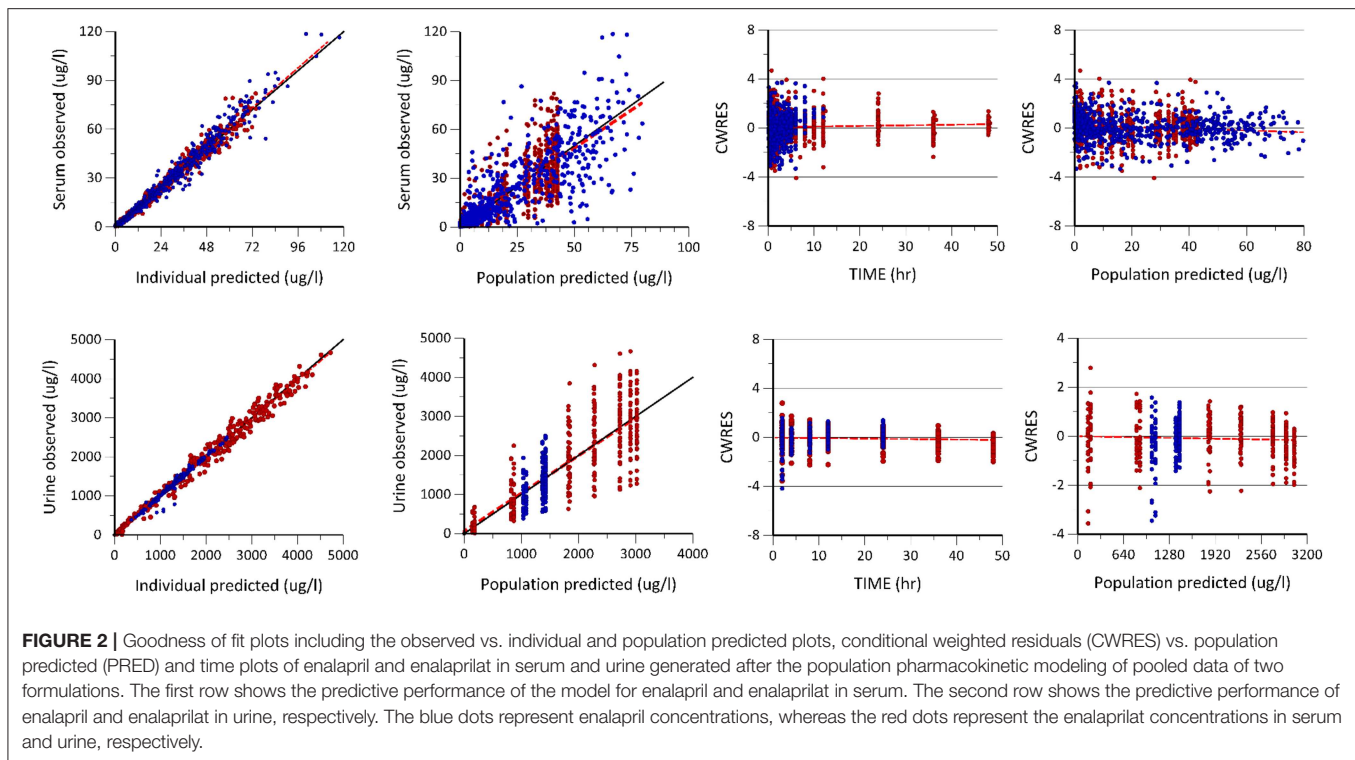 120
90
60
30
0
Serum observed (ug/l)
0 24 48 72 96 120
Individual predicted (ug/l)
120
90
60
30
0
Serum observed (ug/l)
0 25 50 75 100
Population predicted (ug/l)
8
4
0
-4
-8
CWRES
0 10 20 30 40 50
TIME (hr)
8
4
0
-4
-8
CWRES
0 20 40 60 80
Population predicted (ug/l)
5000
4000
3000
2000
1000
0
Urine observed (ug/l)
0 1000 2000 3000 4000 5000
Individual predicted (ug/l)
5000
4000
3000
2000
1000
0
Urine observed (ug/l)
0 1000 2000 3000 4000
Population predicted (ug/l)
8
4
0
-4
-8
CWRES
0 10 20 30 40 50
TIME (hr)
4
2
0
-2
-4
CWRES
0 640 1280 1920 2560 3200
Population predicted (ug/l)
FIGURE 2 | Goodness of fit plots including the observed vs. individual and population predicted plots, conditional weighted residuals (CWRES) vs. population
predicted (PRED) and time plots of enalapril and enalaprilat in serum and urine generated after the population pharmacokinetic modeling of pooled data of two
formulations. The first row shows the predictive performance of the model for enalapril and enalaprilat in serum. The second row shows the predictive performance of
enalapril and enalaprilat in urine, respectively. The blue dots represent enalapril concentrations, whereas the red dots represent the enalaprilat concentrations in serum
and urine, respectively.